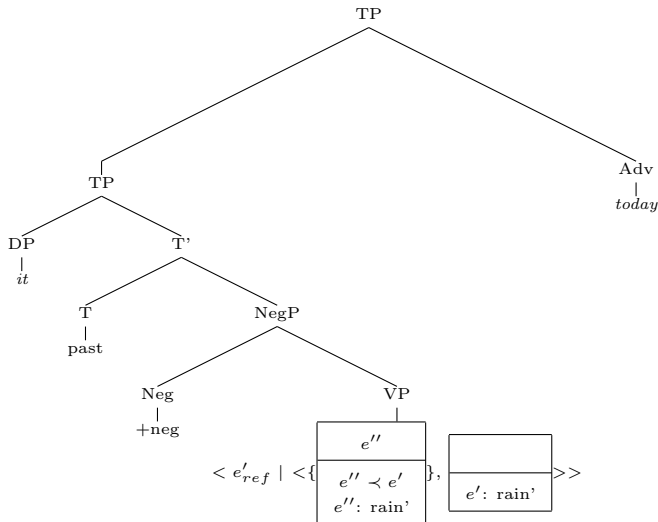 TP
TP
Adv
today
DP
T'
it
T
NegP
past
Neg
VP
+neg
e''
< e'ref | <{ e'' ≺ e' }, e': rain' >>
e'': rain'